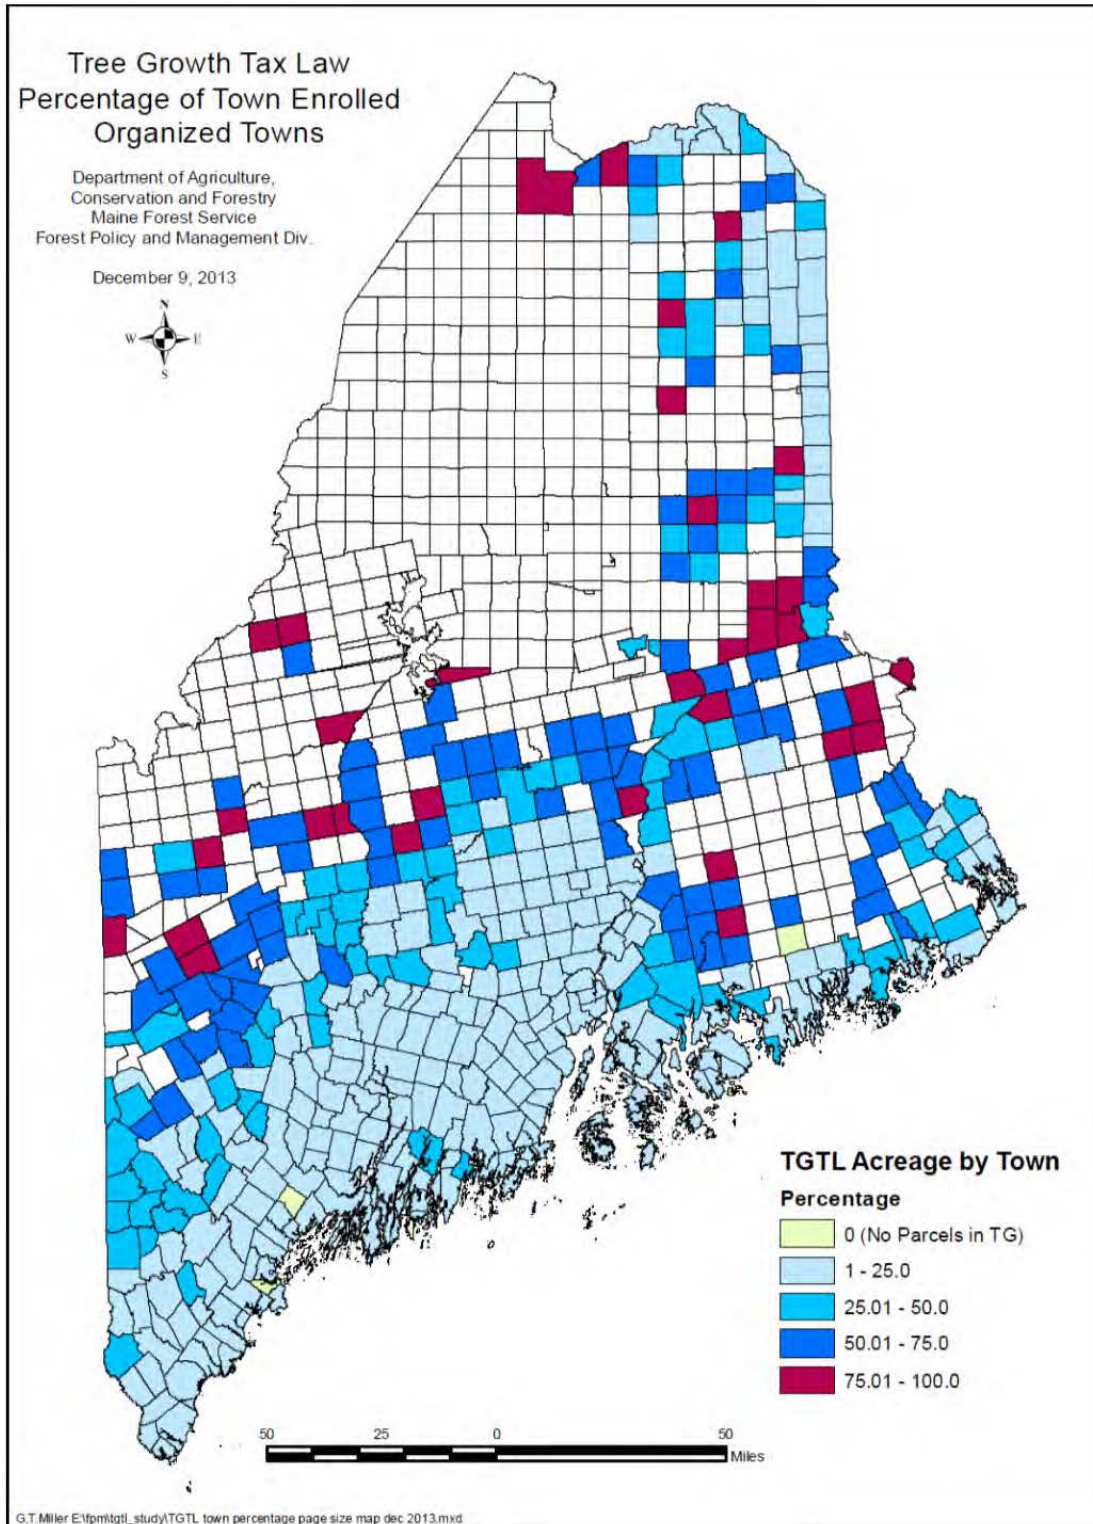 Tree Growth Tax Law
Percentage of Town Enrolled
Organized Towns
Department of Agriculture,
Conservation and Forestry
Maine Forest Service
Forest Policy and Management Div.
December 9, 2013
N
W E
S
TGTL Acreage by Town
Percentage
0 (No Parcels in TG)
1 - 25.0
25.01 - 50.0
50.01 - 75.0
75.01 - 100.0
50 25 0 50
Miles
G.T.Miller E:\fpm\tgtl_study\TGTL town percentage page size map dec 2013.mxd